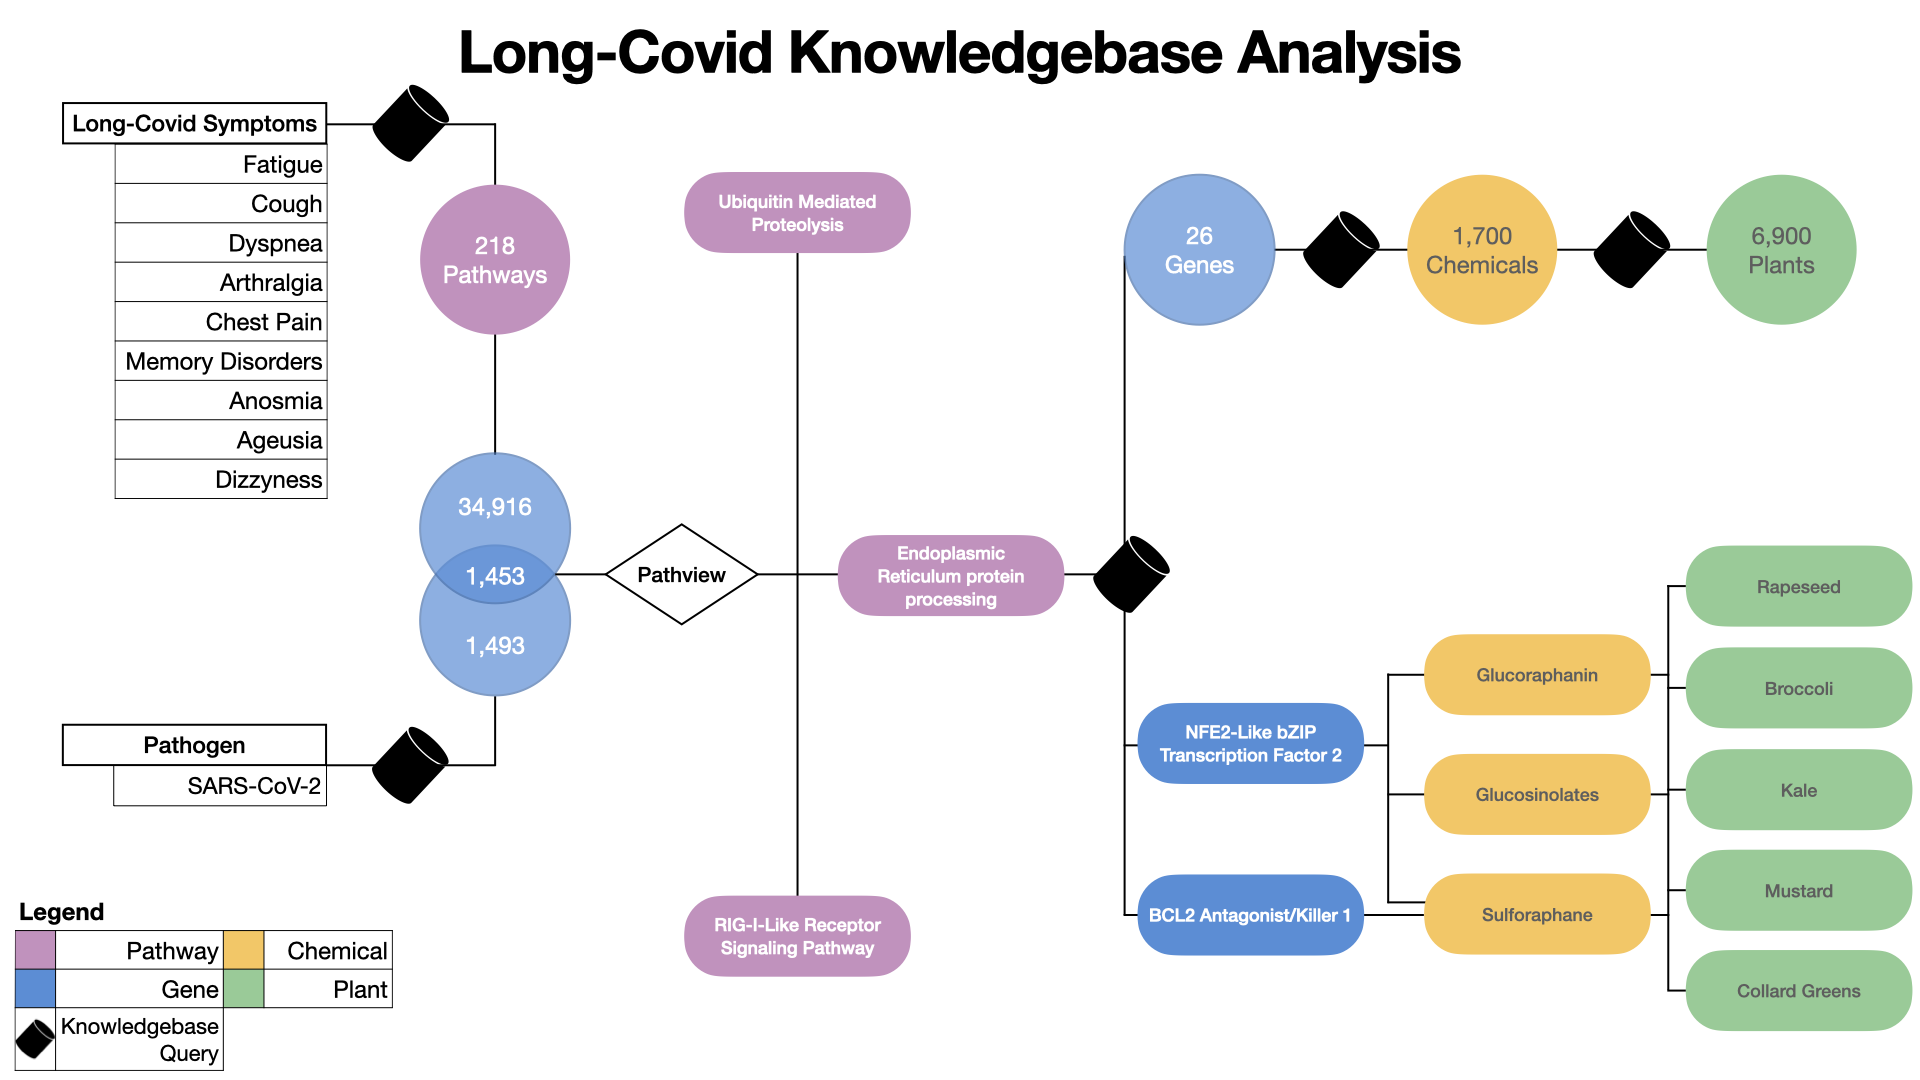 Long-Covid Knowledgebase Analysis
Long-Covid Symptoms
Fatigue
Cough
Dyspnea
Arthralgia
Chest Pain
Memory Disorders
Anosmia
Ageusia
Dizzyness
218
Pathways
34,916
1,453
1,493
Pathogen
SARS-CoV-2
Pathview
Ubiquitin Mediated
Proteolysis
Endoplasmic
Reticulum protein
processing
RIG-I-Like Receptor
Signaling Pathway
26
Genes
1,700
Chemicals
6,900
Plants
NFE2-Like bZIP
Transcription Factor 2
BCL2 Antagonist/Killer 1
Glucoraphanin
Glucosinolates
Sulforaphane
Rapeseed
Broccoli
Kale
Mustard
Collard Greens
Legend
Pathway
Chemical
Gene
Plant
Knowledgebase
Query